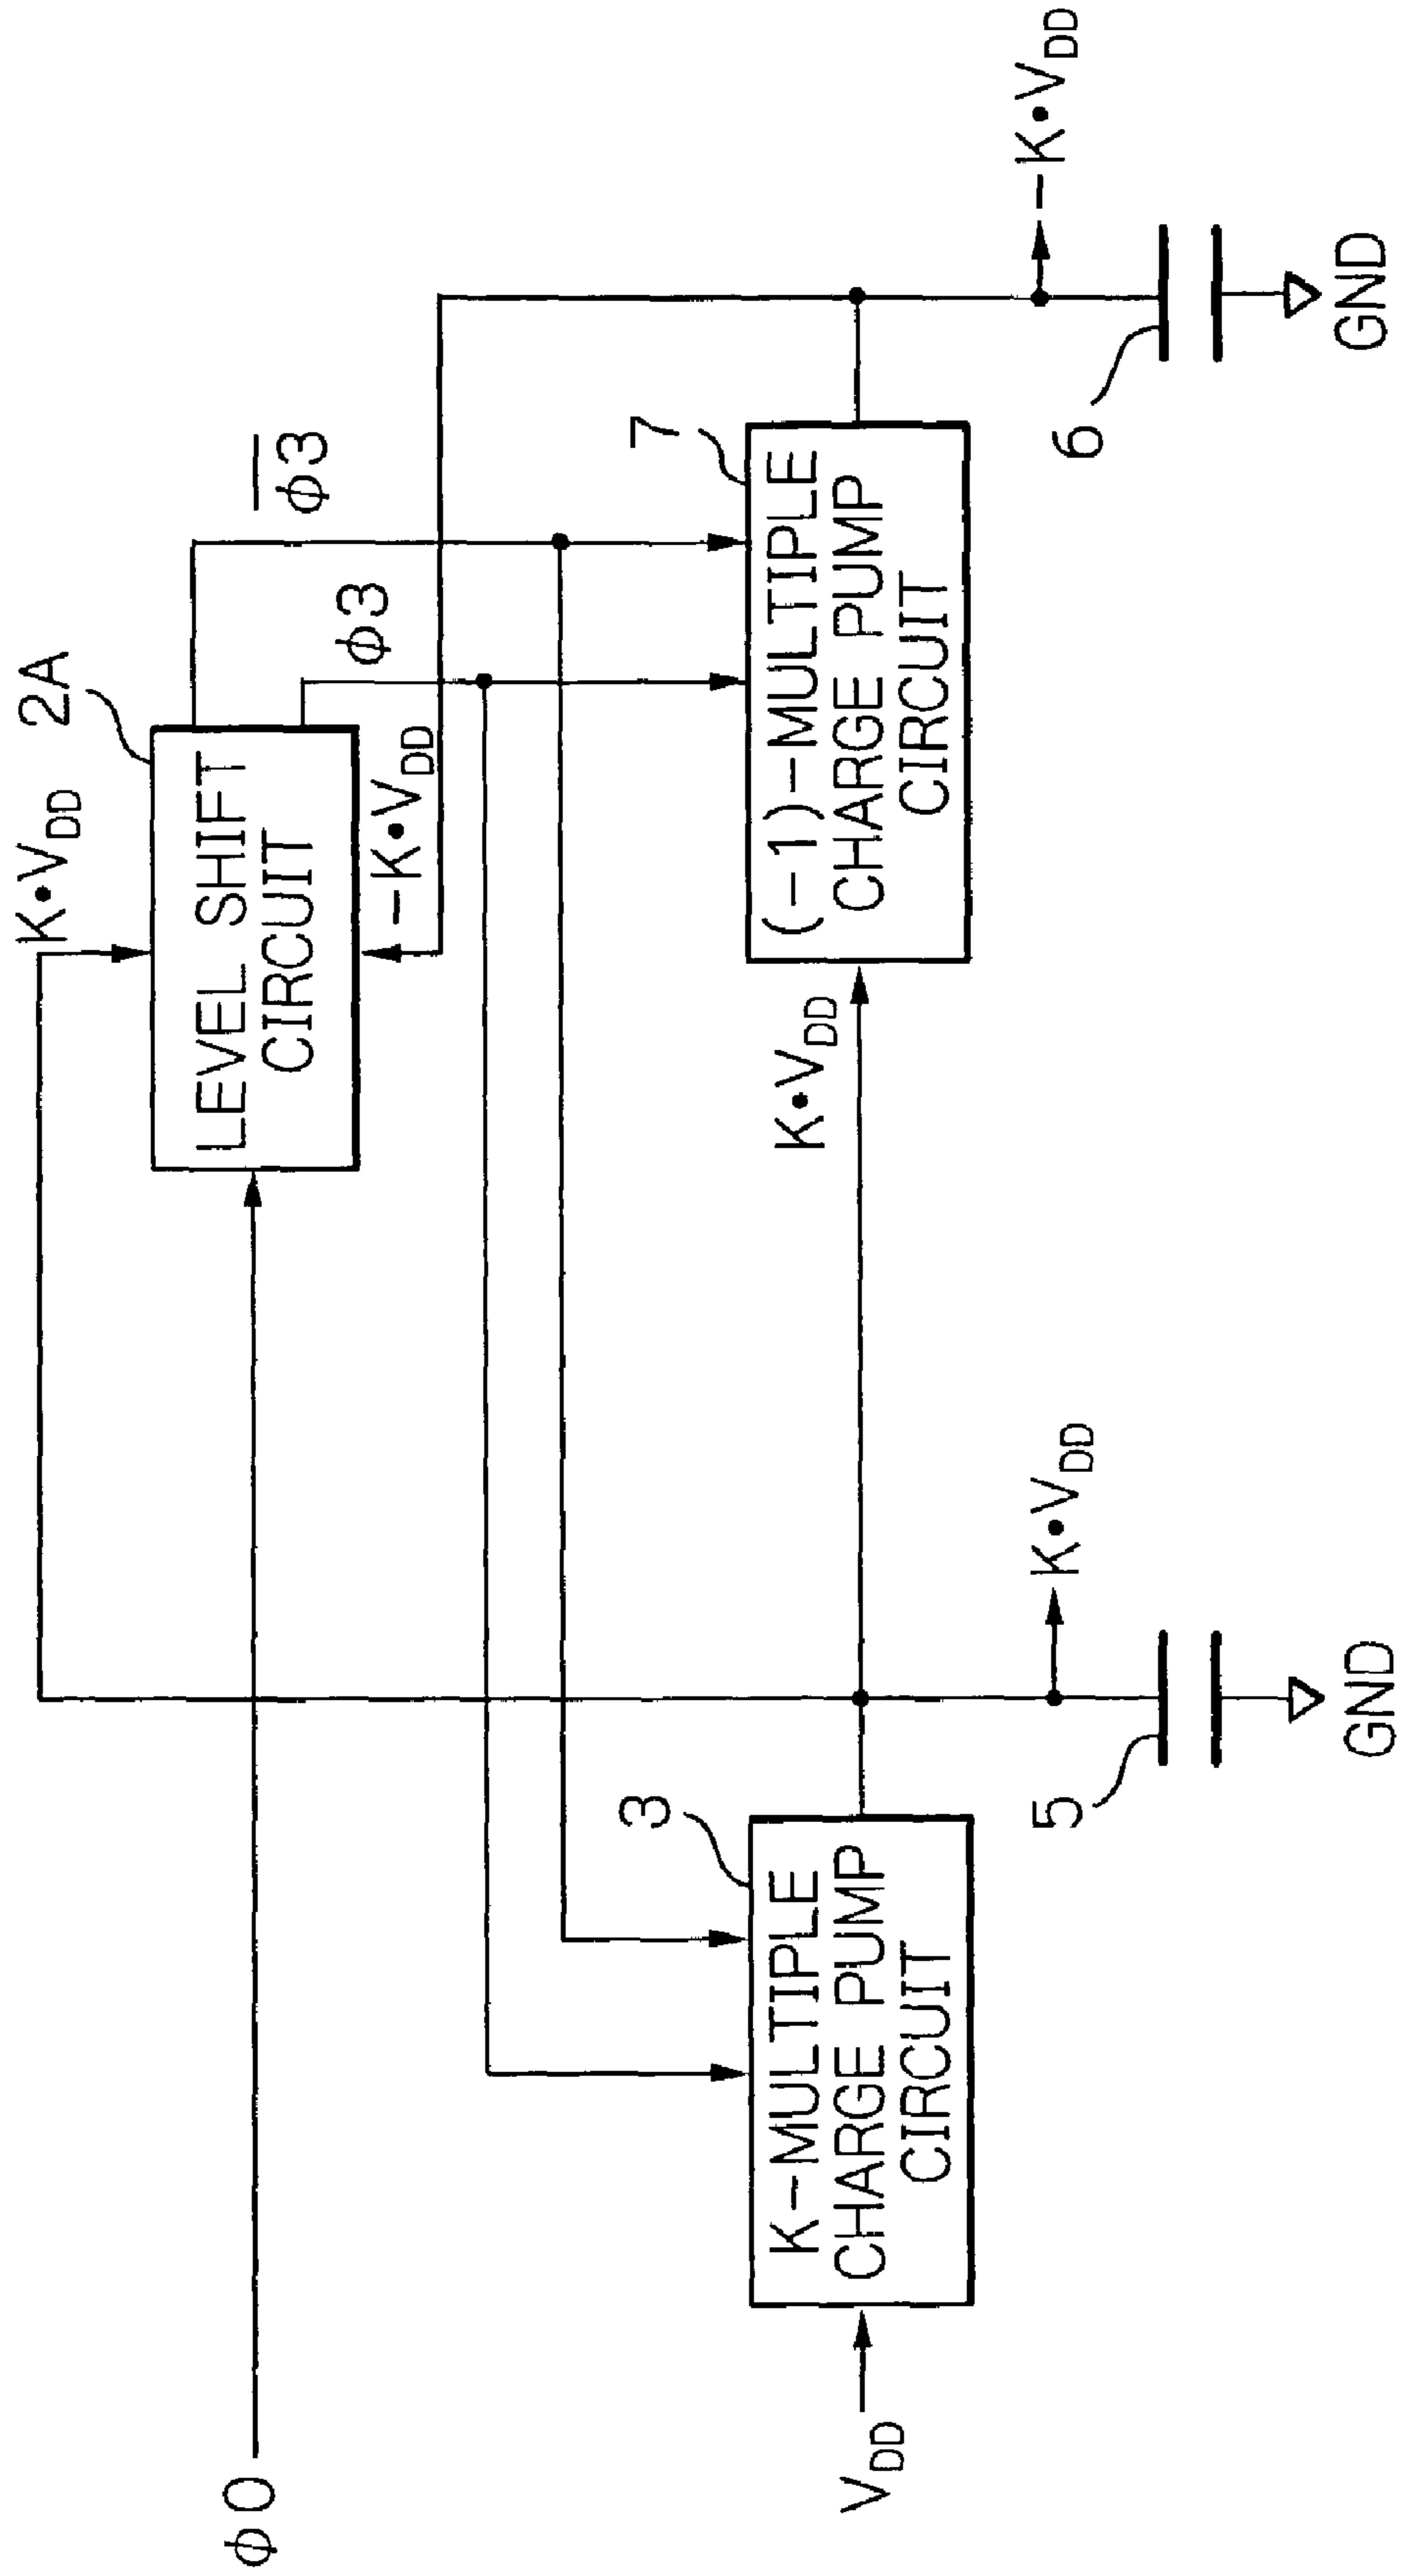 K•V_DD
2A
LEVEL SHIFT
CIRCUIT
φ0
φ̅3̅
φ3
-K•V_DD
3
K-MULTIPLE
CHARGE PUMP
CIRCUIT
V_DD
K•V_DD
7
(-1)-MULTIPLE
CHARGE PUMP
CIRCUIT
K•V_DD
-K•V_DD
5
6
GND
GND